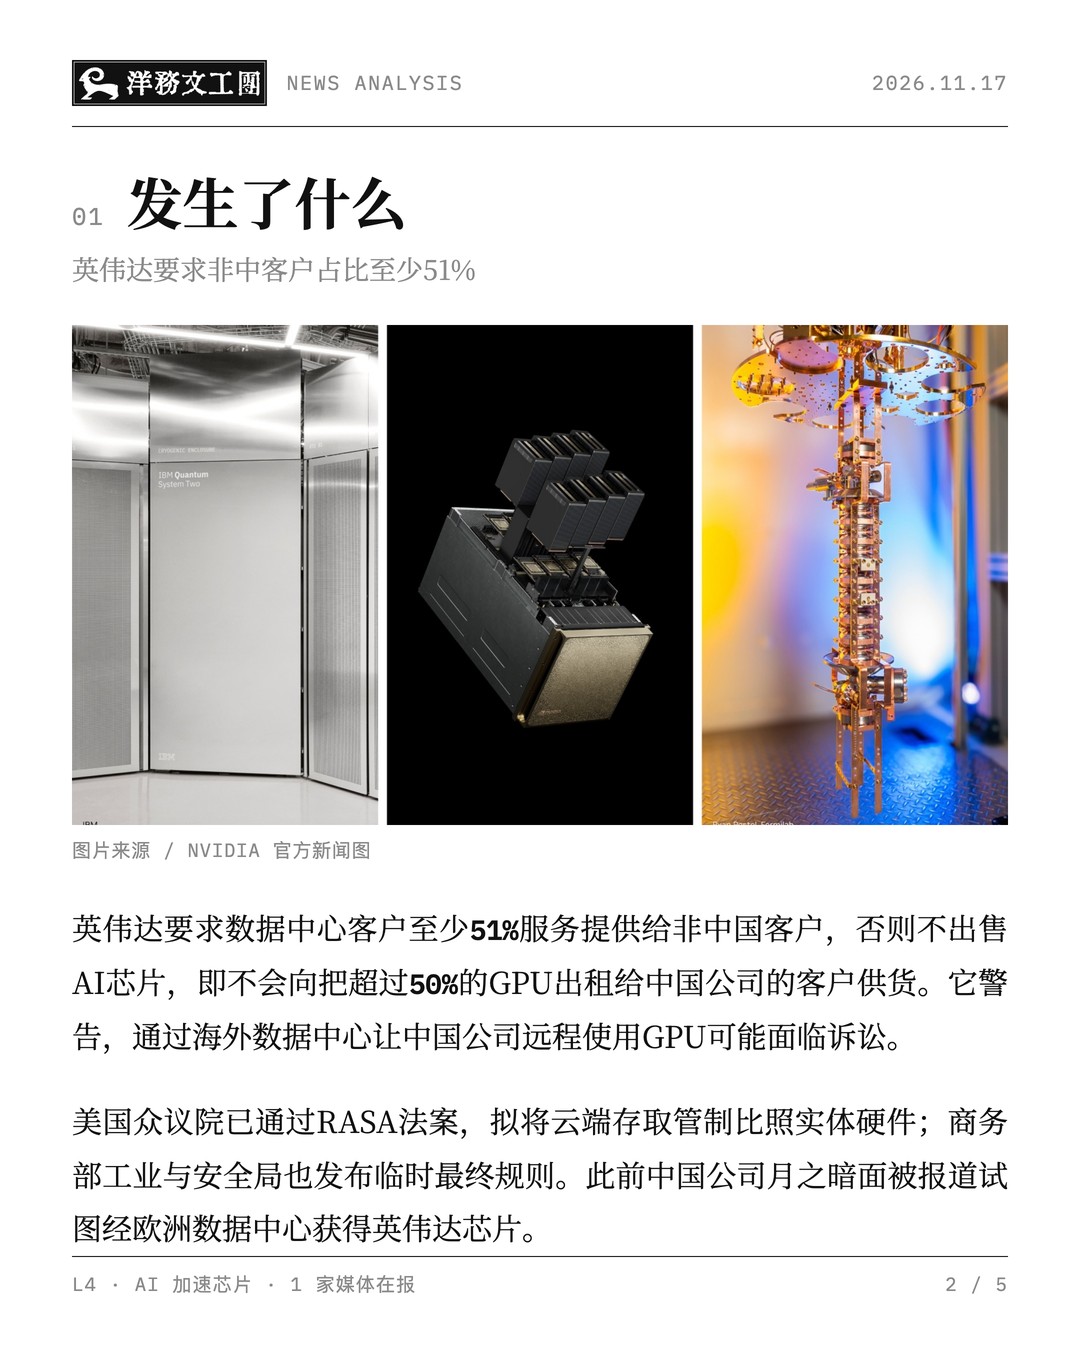 洋務文工團 NEWS ANALYSIS 2026.11.17
01 发生了什么
英伟达要求非中客户占比至少51%
CRYOGENIC ENCLOSURE
IBM Quantum
System Two
IBM
IBM
Ryan Postel, Fermilab
图片来源 / NVIDIA 官方新闻图
英伟达要求数据中心客户至少51%服务提供给非中国客户，否则不出售
AI芯片，即不会向把超过50%的GPU出租给中国公司的客户供货。它警
告，通过海外数据中心让中国公司远程使用GPU可能面临诉讼。
美国众议院已通过RASA法案，拟将云端存取管制比照实体硬件；商务
部工业与安全局也发布临时最终规则。此前中国公司月之暗面被报道试
图经欧洲数据中心获得英伟达芯片。
L4 · AI 加速芯片 · 1 家媒体在报 2 / 5